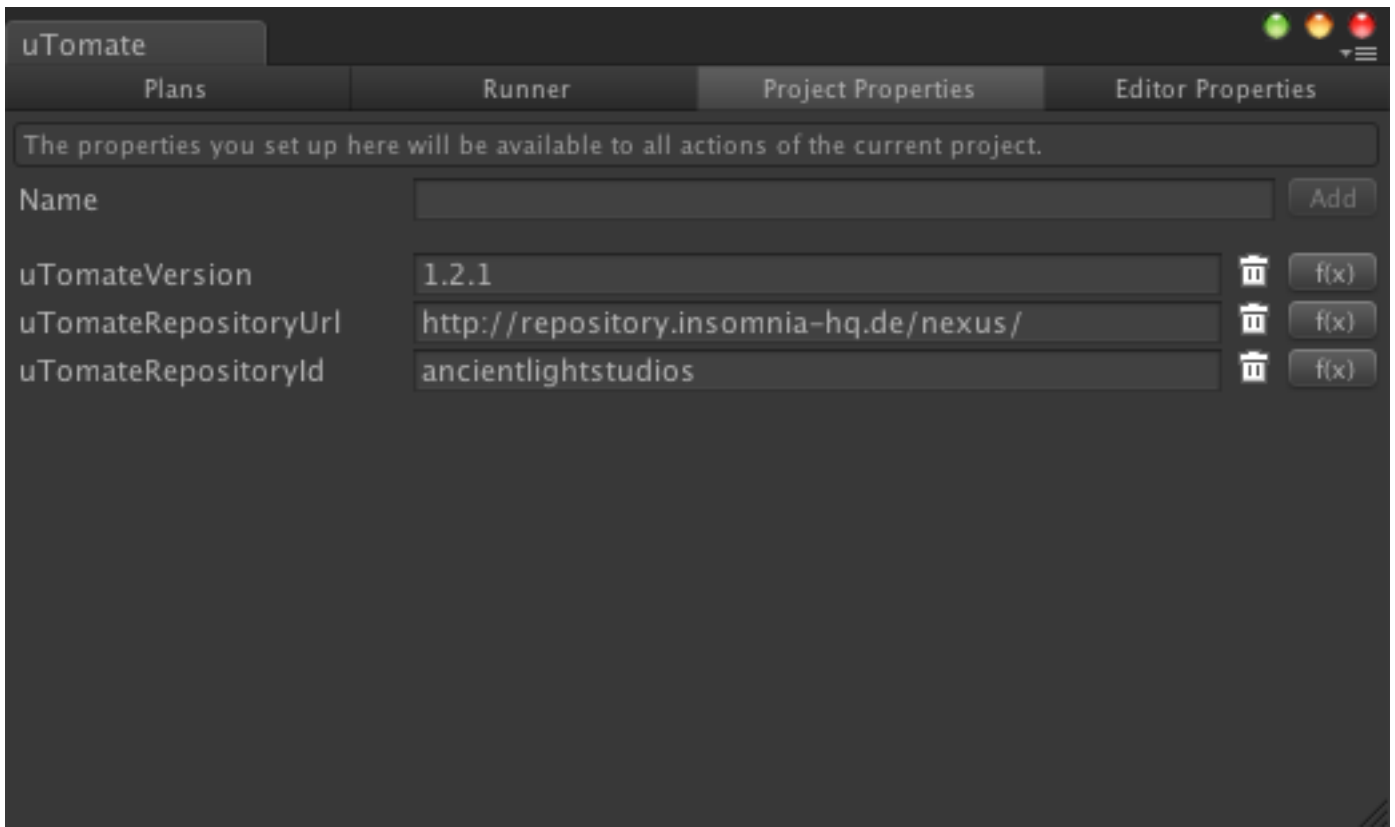 uTomate
Plans Runner Project Properties Editor Properties
The properties you set up here will be available to all actions of the current project.
Name Add
uTomateVersion 1.2.1 f(x)
uTomateRepositoryUrl http://repository.insomnia-hq.de/nexus/ f(x)
uTomateRepositoryId ancientlightstudios f(x)